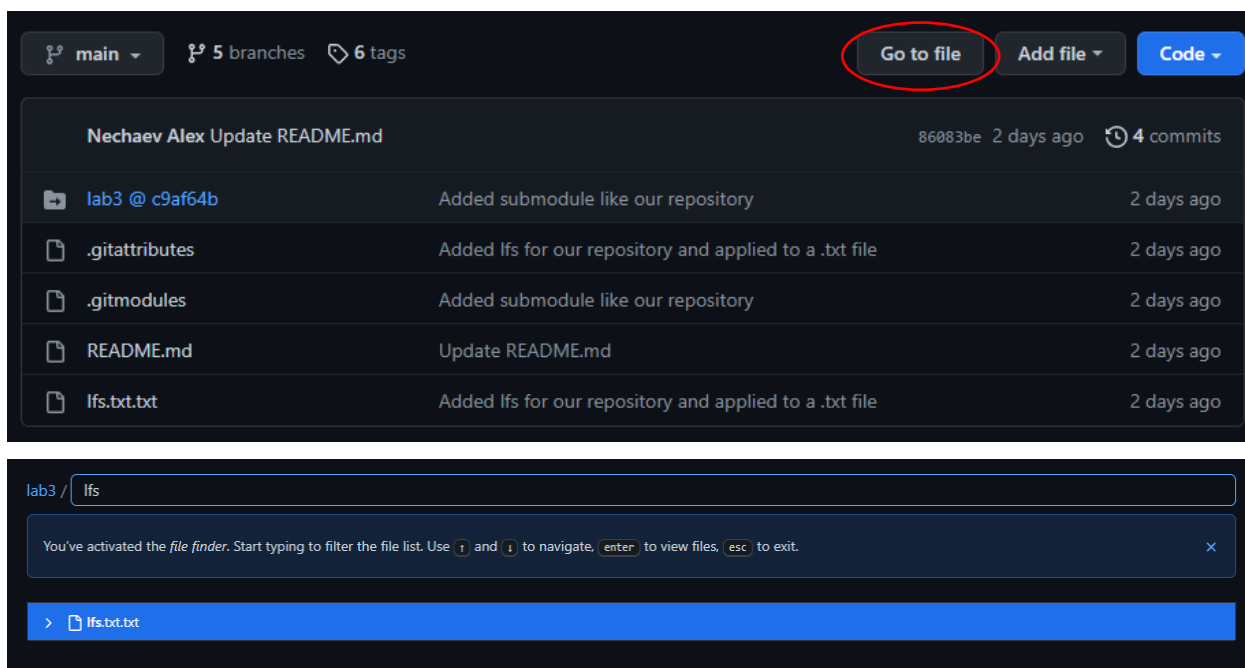 main 5 branches 6 tags Go to file Add file Code
Nechaev Alex Update README.md 86083be 2 days ago 4 commits
lab3 @ c9af64b Added submodule like our repository 2 days ago
.gitattributes Added lfs for our repository and applied to a .txt file 2 days ago
.gitmodules Added submodule like our repository 2 days ago
README.md Update README.md 2 days ago
lfs.txt.txt Added lfs for our repository and applied to a .txt file 2 days ago
lab3 / lfs
You've activated the file finder. Start typing to filter the file list. Use ↑ and ↓ to navigate, enter to view files, esc to exit. ×
lfs.txt.txt